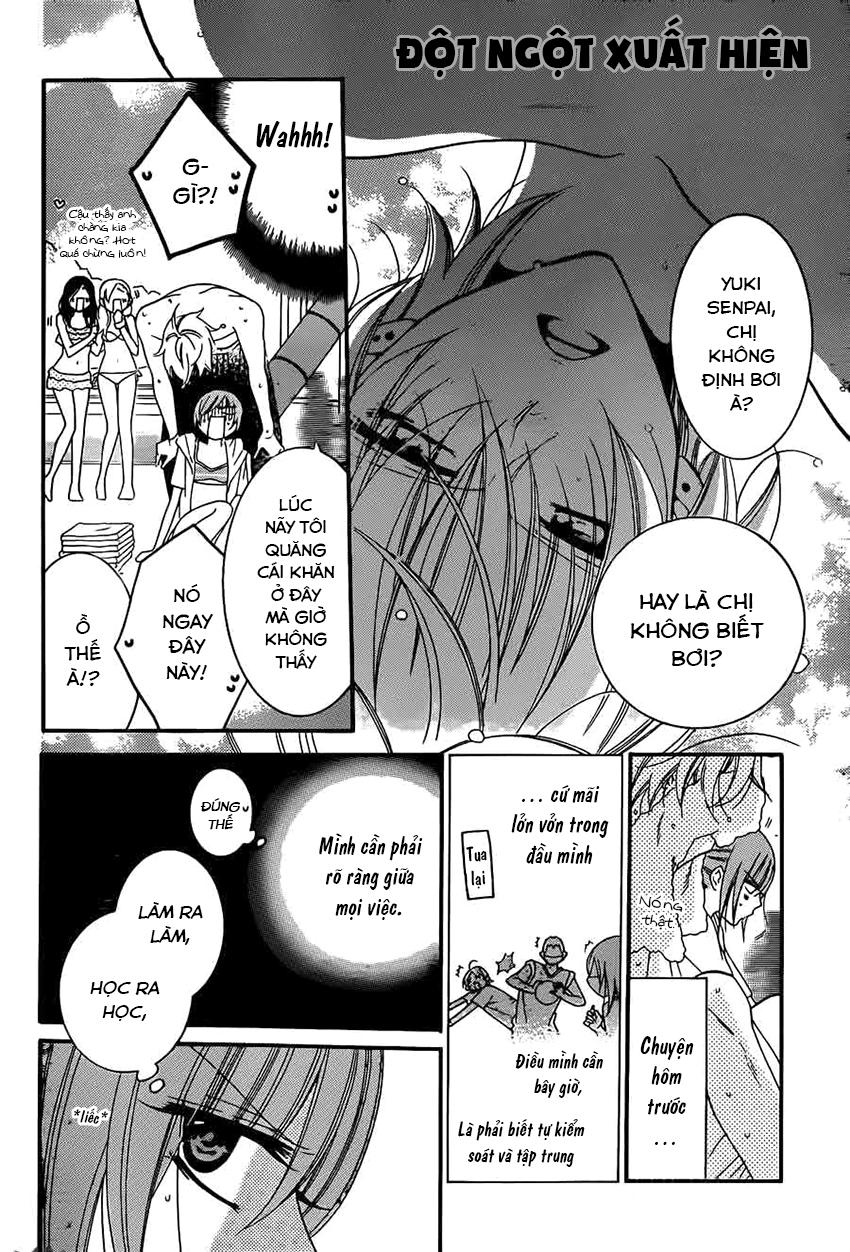 ĐỘT NGỘT XUẤT HIỆN
YUKI
SENPAI,
CHỊ
KHÔNG
ĐỊNH BƠI
À?
HAY LÀ CHỊ
KHÔNG BIẾT
BƠI?
Wahhh!
G-
GÌ?!
Cậu thấy anh
chàng kia
không? Hot
quá chừng luôn!
LÚC
NÃY TÔI
QUĂNG
CÁI KHĂN
Ở ĐÂY
MÀ GIỜ
KHÔNG
THẤY
NÓ
NGAY
ĐÂY
NÀY!
Ồ
THẾ
À!?
Nóng
thật
Chuyện
hôm
trước
...
... cứ mãi
lởn vởn trong
đầu mình
Tua
lại
Điều mình cần
bây giờ,
Là phải biết tự kiểm
soát và tập trung
Mình cần phải
rõ ràng giữa
mọi việc.
ĐÚNG
THẾ
LÀM RA
LÀM,
HỌC RA
HỌC,
*liếc*